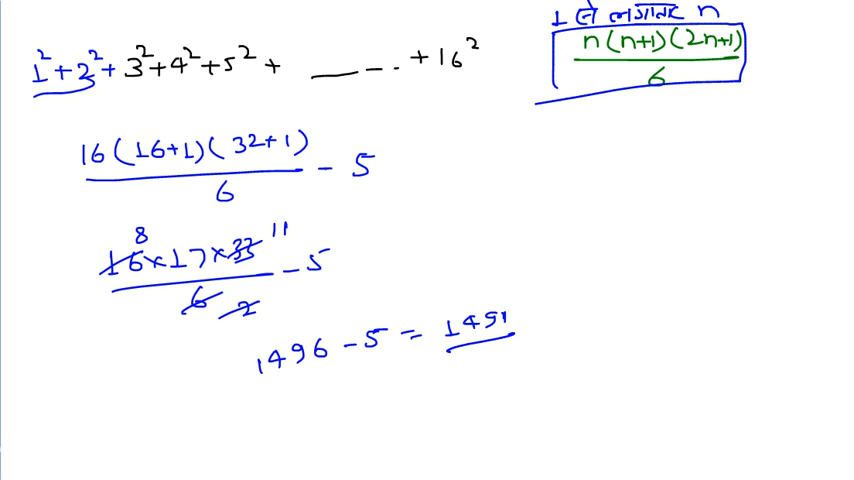 1 से लगातार n
n(n+1)(2n+1)
6
1² + 2² + 3² + 4² + 5² + __ - . + 16²
16(16+1)(32+1)
6
- 5
8 11
16×17×33
6 2
- 5
1496 - 5 = 1491